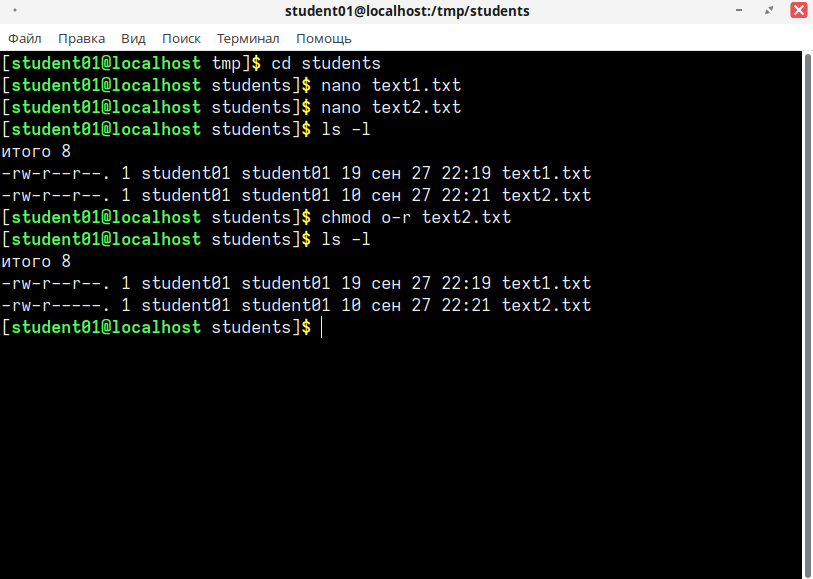 student01@localhost:/tmp/students
Файл Правка Вид Поиск Терминал Помощь
[student01@localhost tmp]$ cd students
[student01@localhost students]$ nano text1.txt
[student01@localhost students]$ nano text2.txt
[student01@localhost students]$ ls -l
итого 8
-rw-r--r--. 1 student01 student01 19 сен 27 22:19 text1.txt
-rw-r--r--. 1 student01 student01 10 сен 27 22:21 text2.txt
[student01@localhost students]$ chmod o-r text2.txt
[student01@localhost students]$ ls -l
итого 8
-rw-r--r--. 1 student01 student01 19 сен 27 22:19 text1.txt
-rw-r-----. 1 student01 student01 10 сен 27 22:21 text2.txt
[student01@localhost students]$